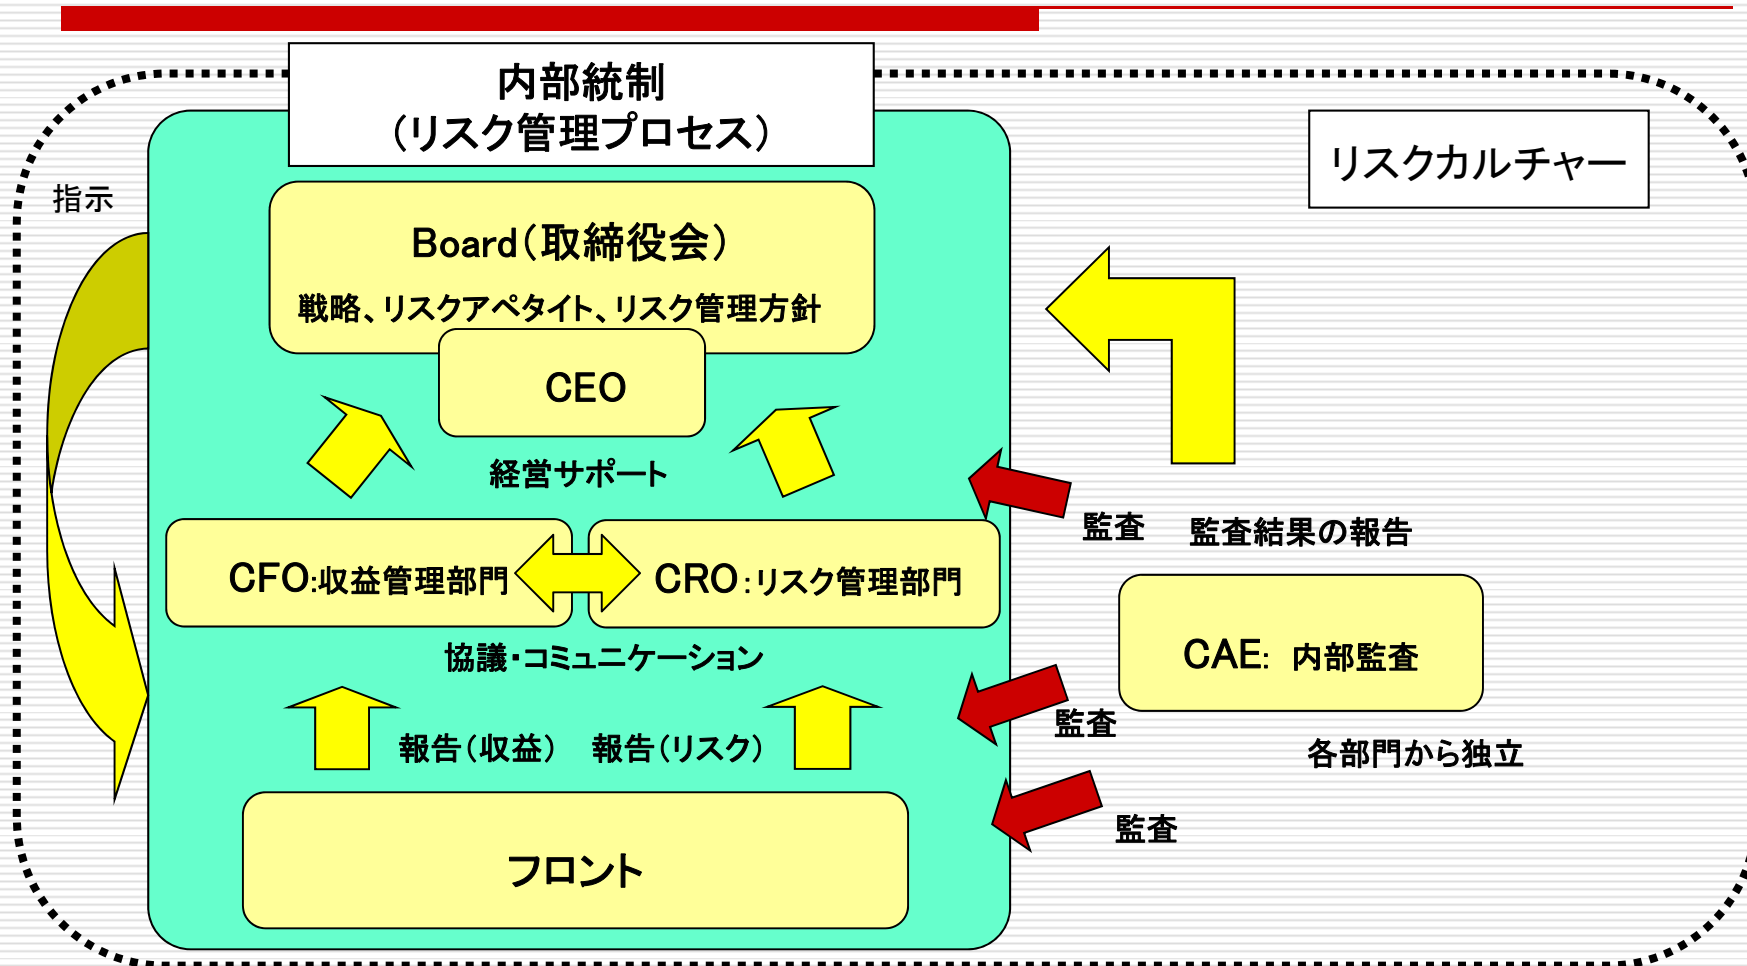 内部統制
（リスク管理プロセス）
リスクカルチャー
指示
Board（取締役会）
戦略、リスクアペタイト、リスク管理方針
CEO
経営サポート
監査
監査結果の報告
CFO:収益管理部門
CRO：リスク管理部門
協議・コミュニケーション
CAE： 内部監査
監査
報告（収益）
報告（リスク）
各部門から独立
監査
フロント